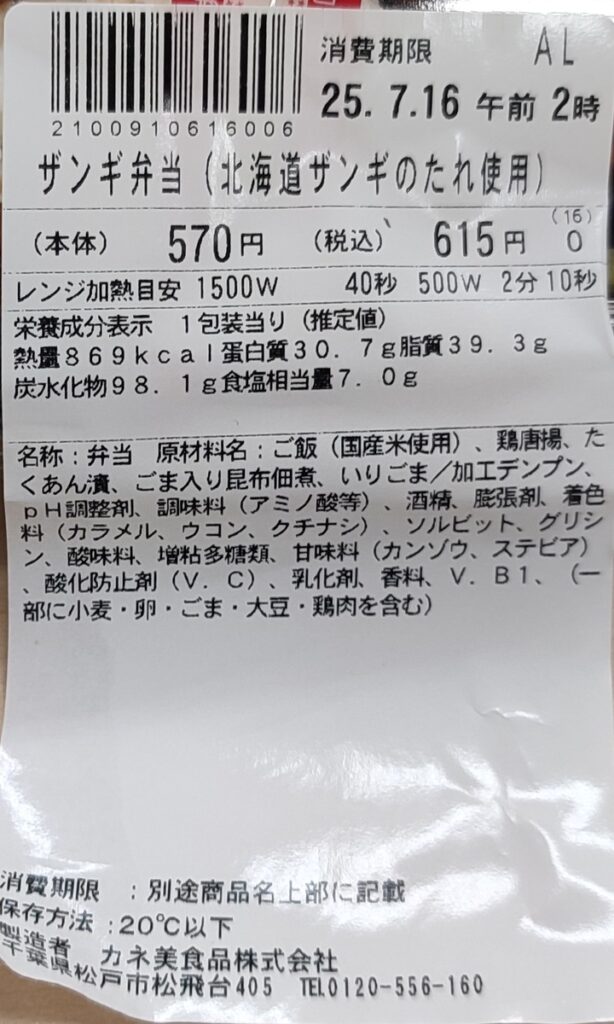 消費期限 AL
25. 7.16 午前 2時
2100910616006
ザンギ弁当（北海道ザンギのたれ使用）
(16)
（本体） 570円 （税込） 615円 0
レンジ加熱目安 1500W 40秒 500W 2分10秒
栄養成分表示 1包装当り（推定値）
熱量869kcal蛋白質30．7g脂質39．3g
炭水化物98．1g食塩相当量7．0g
名称：弁当 原材料名：ご飯（国産米使用）、鶏唐揚、た
くあん漬、ごま入り昆布佃煮、いりごま／加工デンプン、
pH調整剤、調味料（アミノ酸等）、酒精、膨張剤、着色
料（カラメル、ウコン、クチナシ）、ソルビット、グリシ
ン、酸味料、増粘多糖類、甘味料（カンゾウ、ステビア）
、酸化防止剤（V．C）、乳化剤、香料、V．B1、（一
部に小麦・卵・ごま・大豆・鶏肉を含む）
消費期限 ：別途商品名上部に記載
保存方法 ：20℃以下
製造者 カネ美食品株式会社
千葉県松戸市松飛台405 TEL0120-556-160